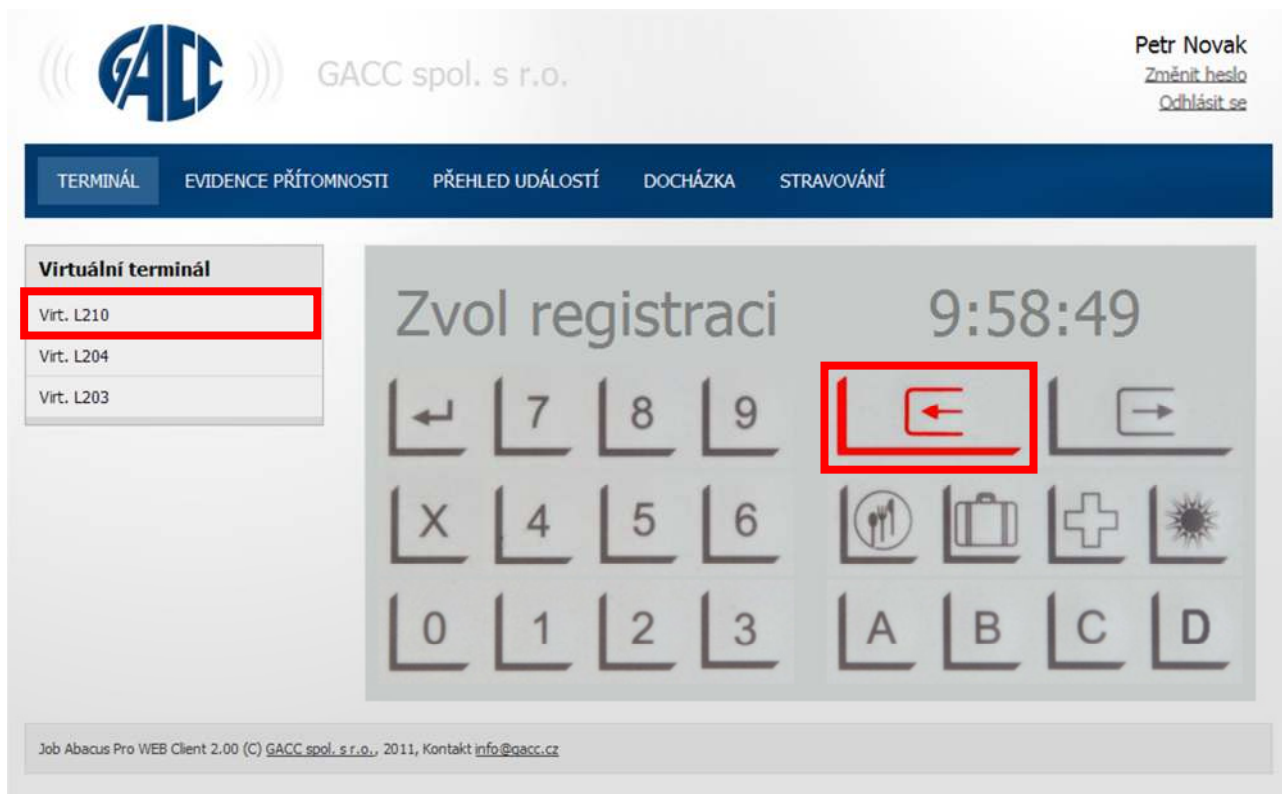 GACC
GACC spol. s r.o.
Petr Novak
Změnit heslo
Odhlásit se
TERMINÁL EVIDENCE PŘÍTOMNOSTI PŘEHLED UDÁLOSTÍ DOCHÁZKA STRAVOVÁNÍ
Virtuální terminál
Virt. L210
Virt. L204
Virt. L203
Zvol registraci 9:58:49
7 8 9
X 4 5 6
0 1 2 3 A B C D
Job Abacus Pro WEB Client 2.00 (C) GACC spol. s r.o., 2011, Kontakt info@gacc.cz